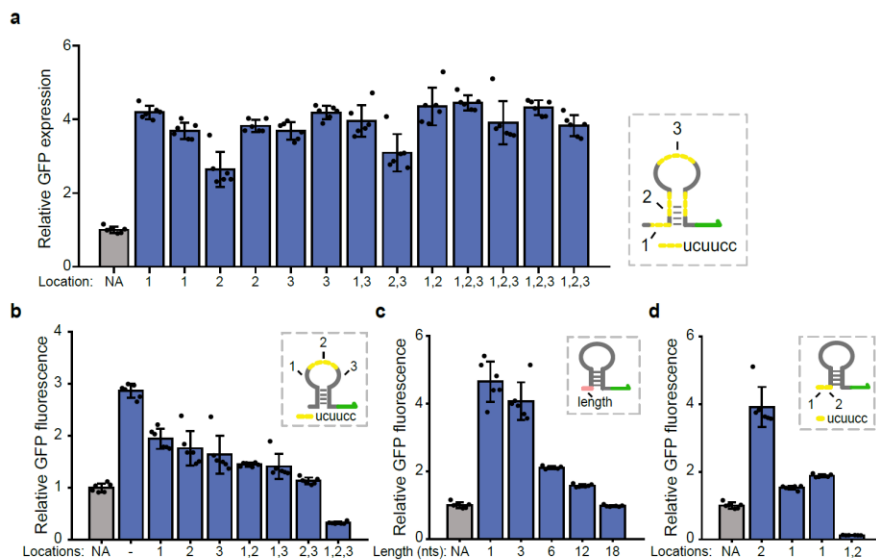 a
Relative GFP expression
6
4
2
0
Location: NA 1 1 2 2 3 3 1,3 2,3 1,2 1,2,3 1,2,3 1,2,3 1,2,3
3
2
1
ucuucc
b
Relative GFP fluorescence
4
3
2
1
0
Locations: NA - 1 2 3 1,2 1,3 2,3 1,2,3
2
1
3
ucuucc
c
Relative GFP fluorescence
6
4
2
0
Length (nts): NA 1 3 6 12 18
length
d
Relative GFP fluorescence
6
4
2
0
Locations: NA 2 1 1 1,2
1 2
ucuucc